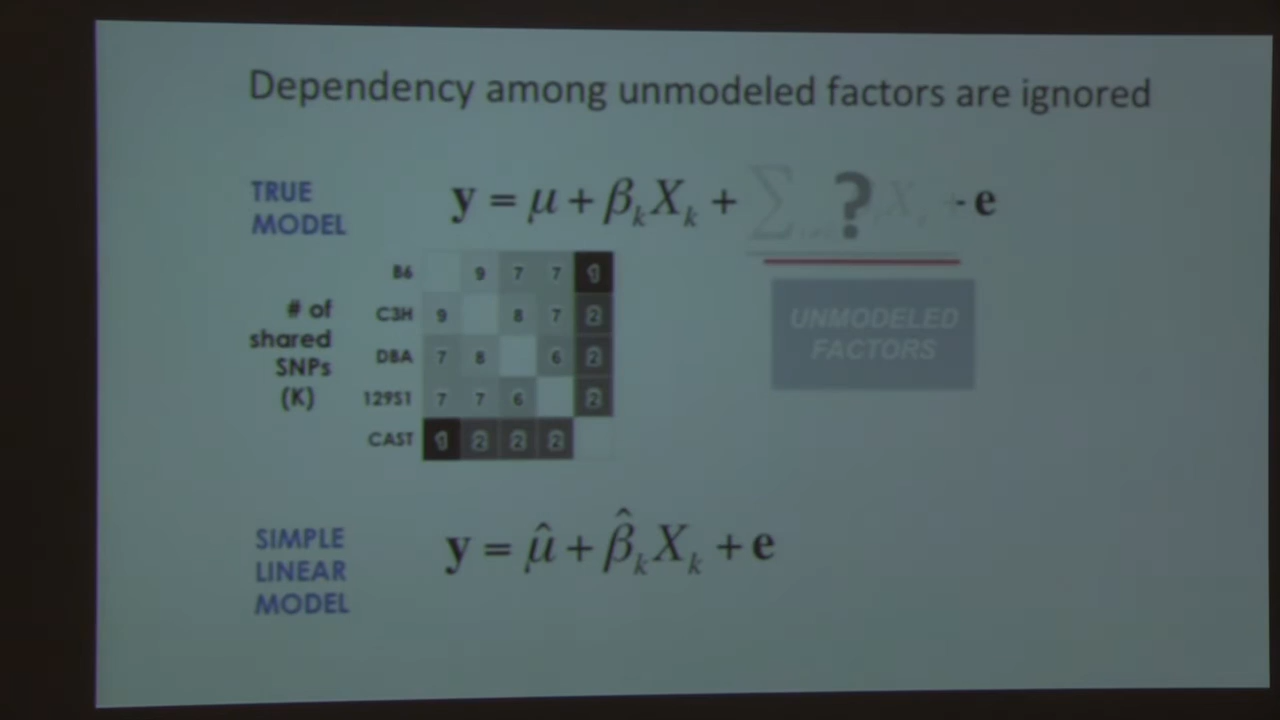 Dependency among unmodeled factors are ignored
TRUE
MODEL
y = μ + β_k X_k + ∑ ? X - e
B6 9 7 7 1
C3H 9 8 7 2
DBA 7 8 6 2
129S1 7 7 6 2
CAST 1 2 2 2
# of
shared
SNPs
(K)
UNMODELED
FACTORS
SIMPLE
LINEAR
MODEL
y = μ̂ + β̂_k X_k + e